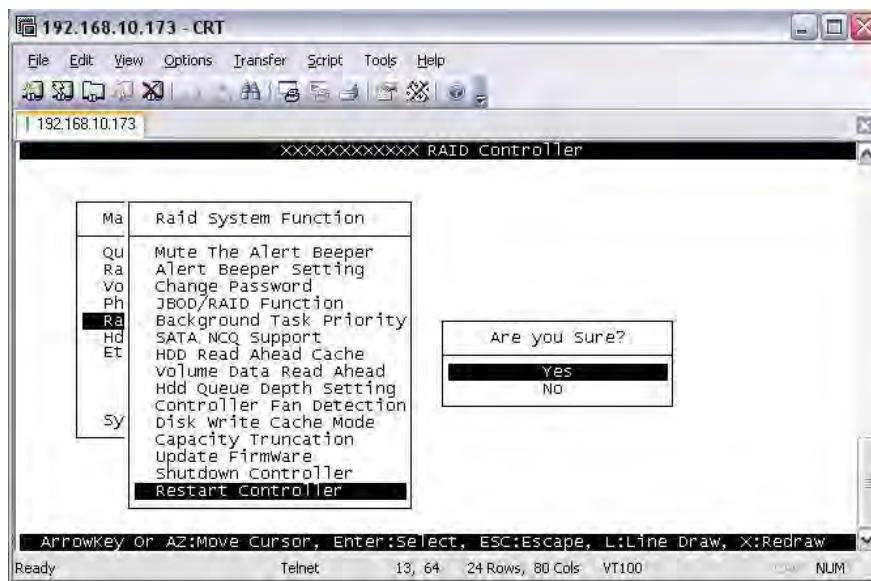 192.168.10.173 - CRT
File Edit View Options Transfer Script Tools Help
192.168.10.173
XXXXXXXXXXXX RAID Controller
Ma
Qu
Ra
Vo
Ph
Ra
Hd
Et
Sy
Raid System Function
Mute The Alert Beeper
Alert Beeper Setting
Change Password
JBOD/RAID Function
Background Task Priority
SATA NCQ Support
HDD Read Ahead Cache
Volume Data Read Ahead
Hdd Queue Depth Setting
Controller Fan Detection
Disk Write Cache Mode
Capacity Truncation
Update Firmware
Shutdown Controller
Restart Controller
Are you Sure?
Yes
No
ArrowKey Or AZ:Move Cursor, Enter:Select, ESC:Escape, L:Line Draw, X:Redraw
Ready Telnet 13, 64 24 Rows, 80 Cols VT100 NUM